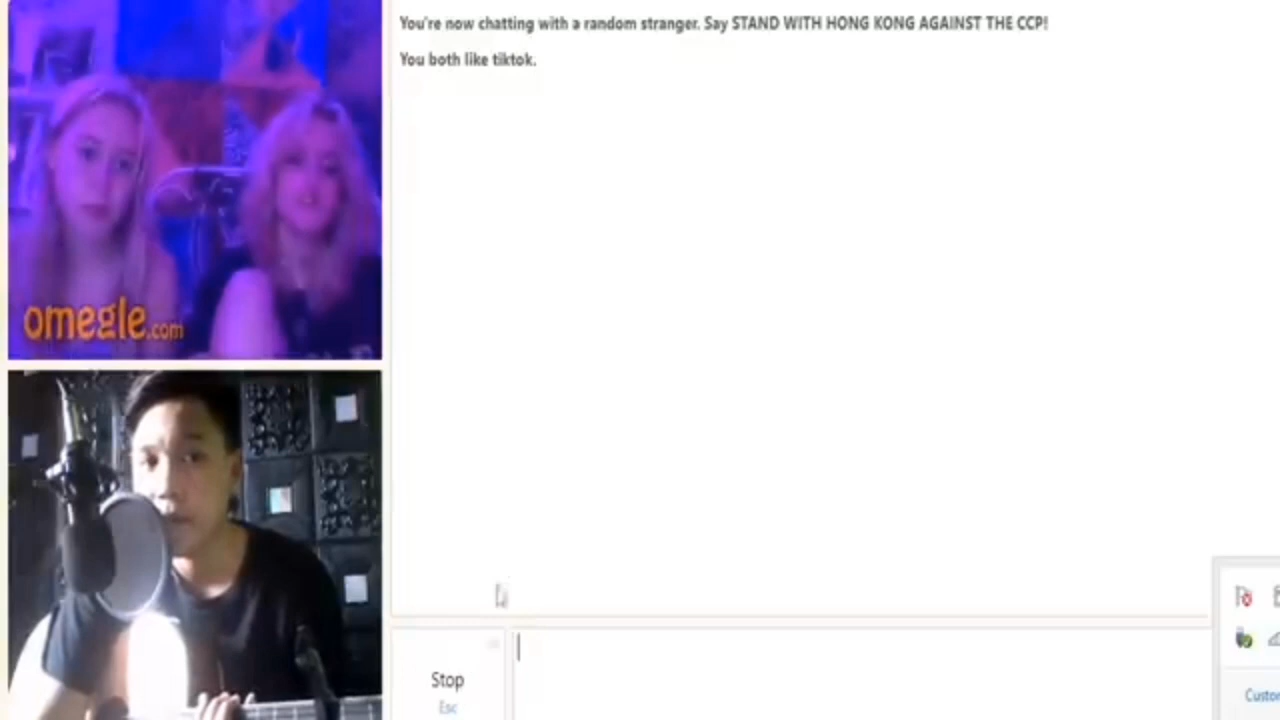 You're now chatting with a random stranger. Say STAND WITH HONG KONG AGAINST THE CCP!
You both like tiktok.
omegle.com
Stop
Esc